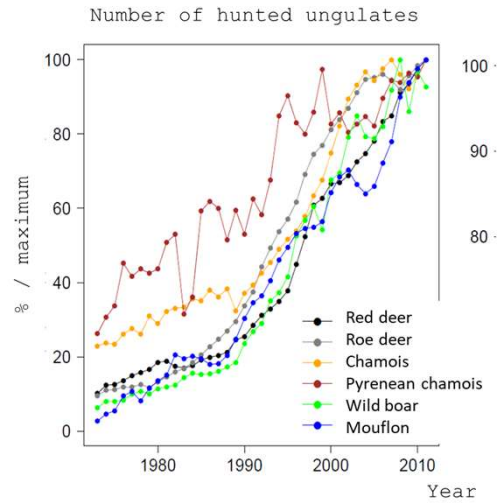 Number of hunted ungulates
% / maximum
100
80
60
40
20
0
100
90
80
Red deer
Roe deer
Chamois
Pyrenean chamois
Wild boar
Mouflon
1980
1990
2000
2010
Year